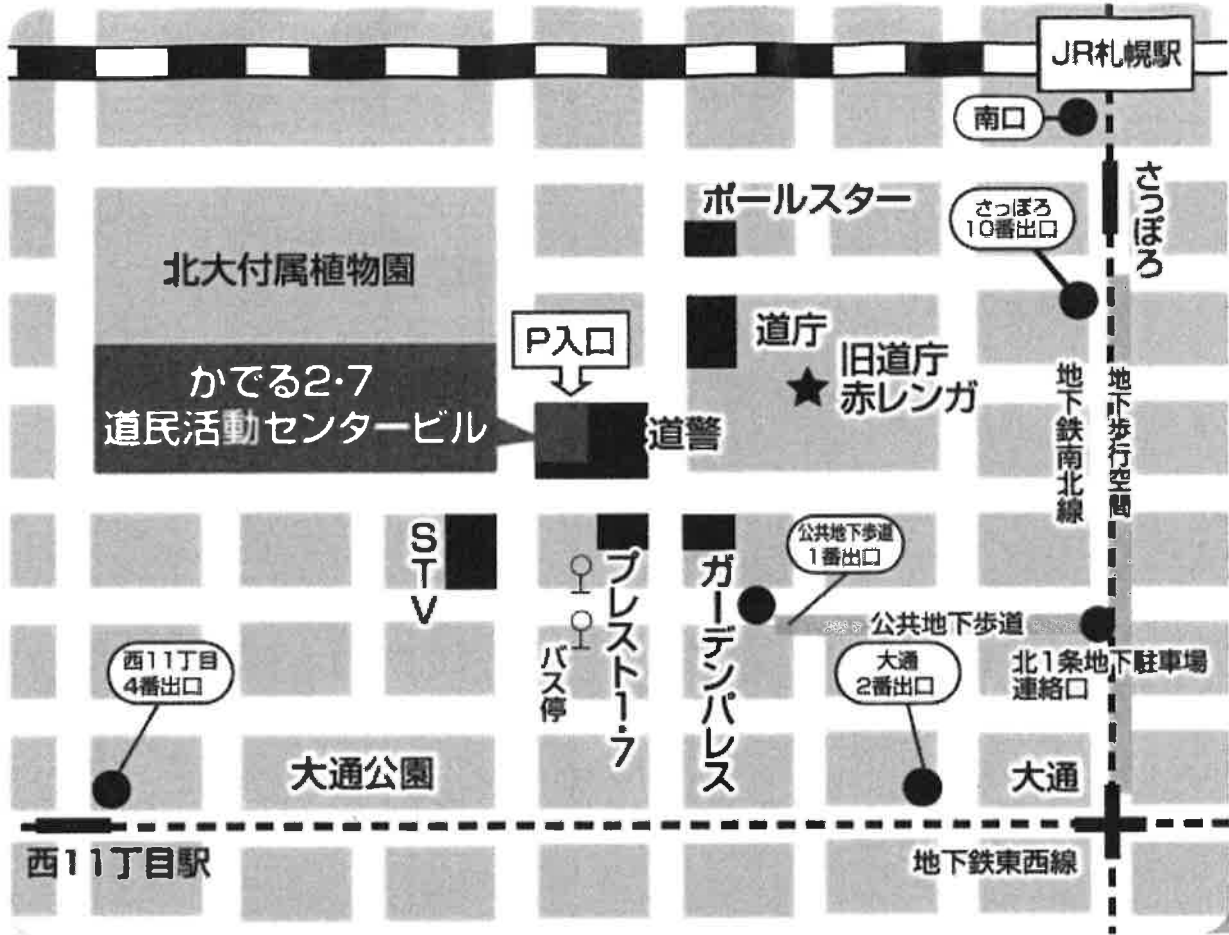 JR札幌駅
南口
さっぽろ
さっぽろ
10番出口
ポールスター
北大付属植物園
P入口
道庁
旧道庁
赤レンガ
かでる2・7
道民活動センタービル
道警
地下鉄南北線
地下歩行空間
STV
プレスト1・7
ガーデンパレス
公共地下歩道
1番出口
公共地下歩道
バス停
西11丁目
4番出口
大通
2番出口
北1条地下駐車場
連絡口
大通公園
大通
西11丁目駅
地下鉄東西線